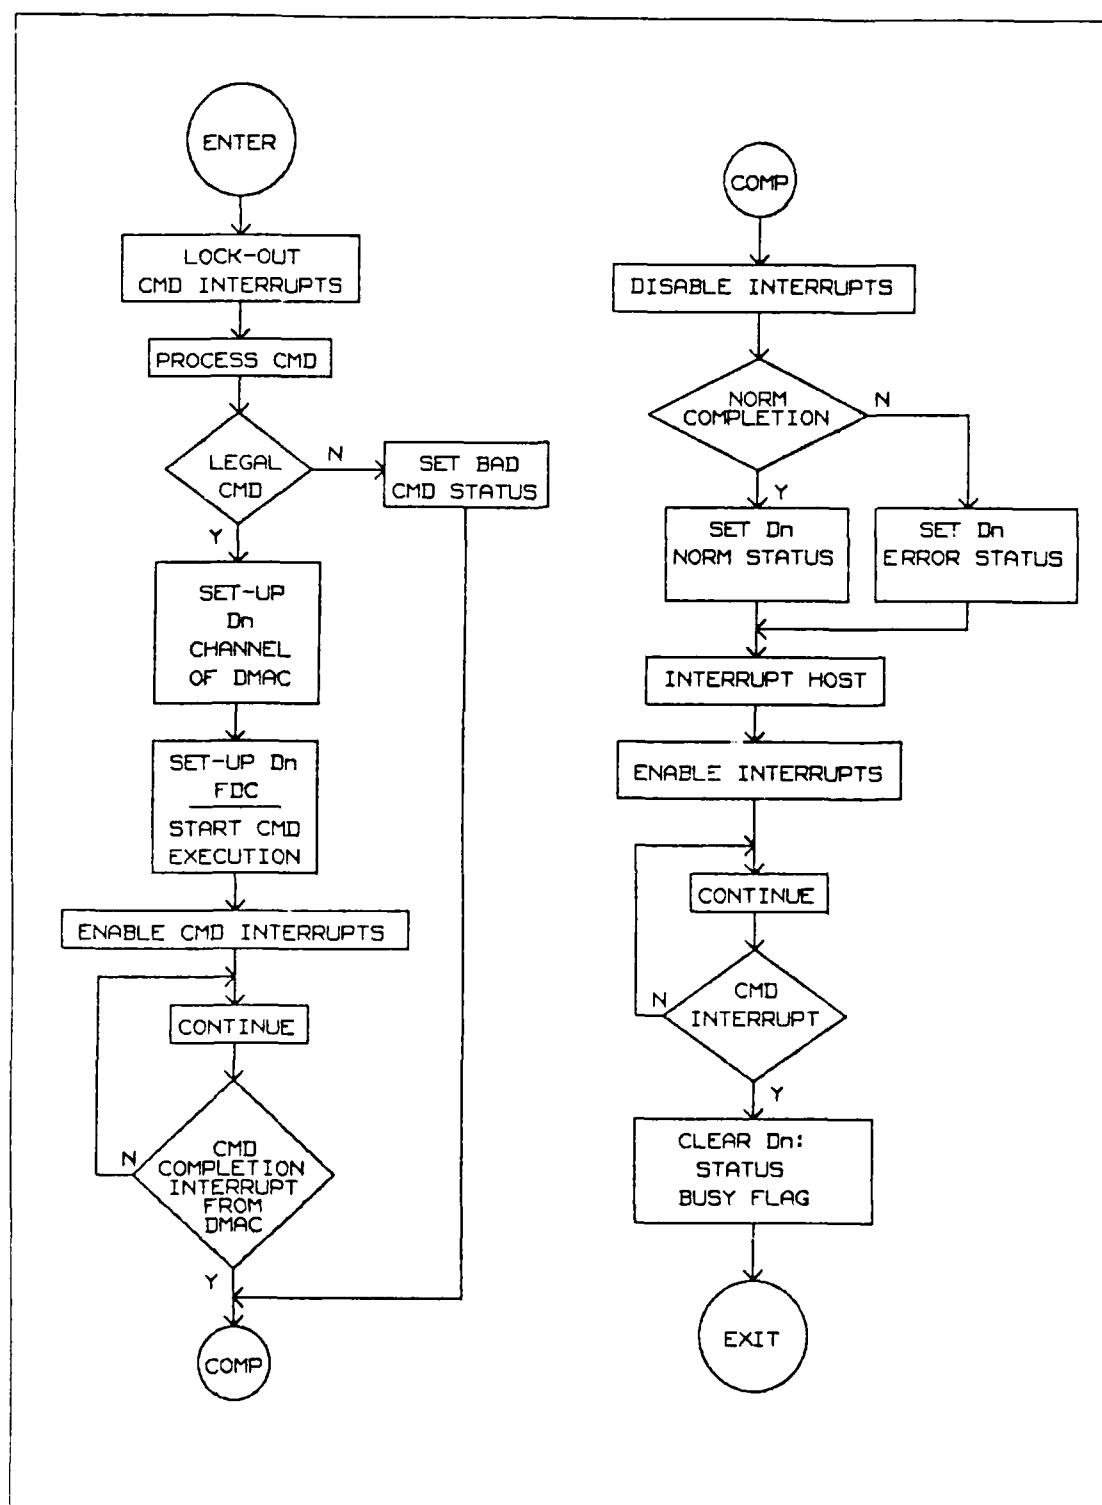 ENTER
LOCK-OUT
CMD INTERRUPTS
PROCESS CMD
LEGAL
CMD
N
Y
SET BAD
CMD STATUS
SET-UP
Dn
CHANNEL
OF DMAC
SET-UP Dn
FDC
START CMD
EXECUTION
ENABLE CMD INTERRUPTS
CONTINUE
CMD
COMPLETION
INTERRUPT
FROM
DMAC
N
Y
COMP
COMP
DISABLE INTERRUPTS
NORM
COMPLETION
N
Y
SET Dn
NORM STATUS
SET Dn
ERROR STATUS
INTERRUPT HOST
ENABLE INTERRUPTS
CONTINUE
CMD
INTERRUPT
N
Y
CLEAR Dn:
STATUS
BUSY FLAG
EXIT